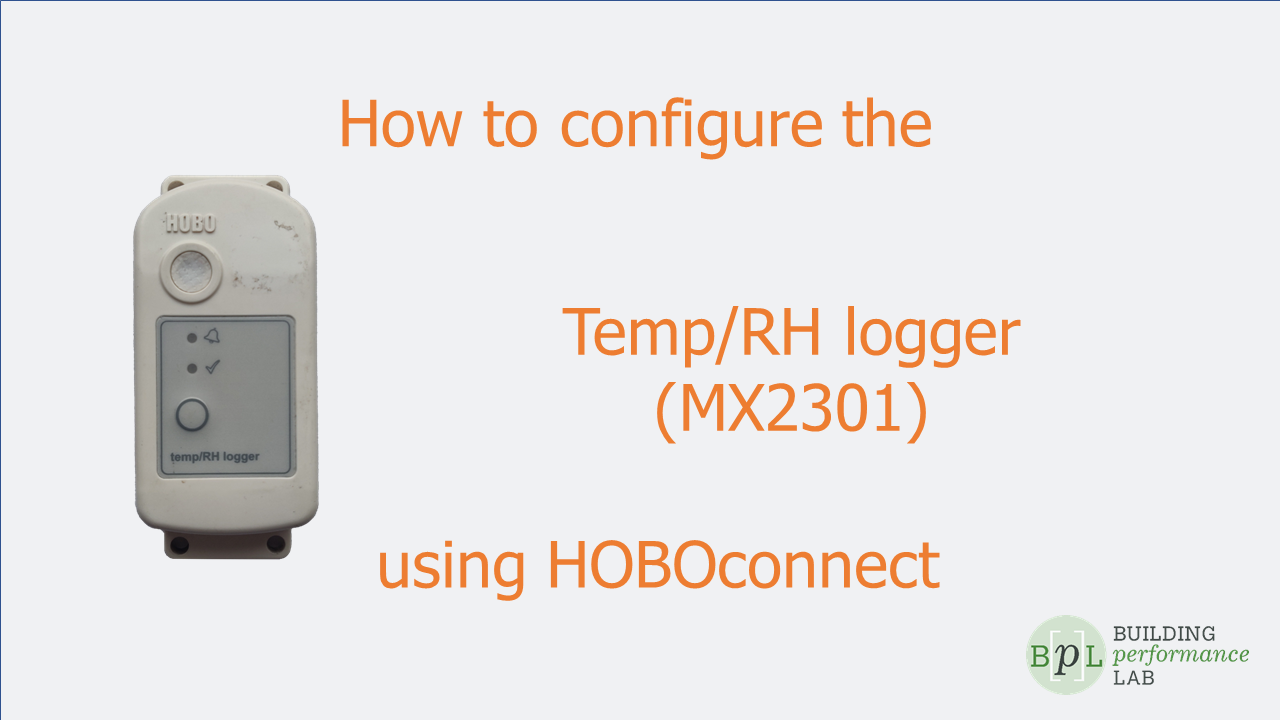 How to configure the
HOBO
temp/RH logger
Temp/RH logger
(MX2301)
using HOBOconnect
B[p]L
BUILDING
performance
LAB